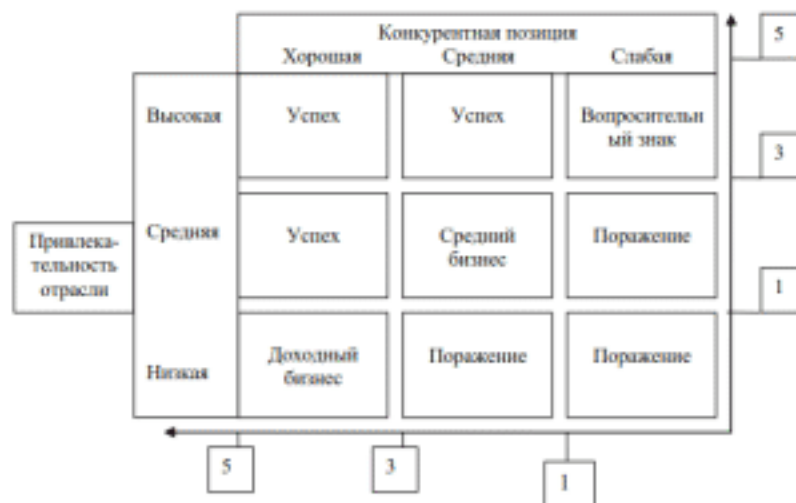 Конкурентная позиция
Хорошая Средняя Слабая
5
Высокая
Успех
Успех
Вопросительн
ый знак
3
Привлека-
тельность
отрасли
Средняя
Успех
Средний
бизнес
Поражение
1
Низкая
Доходный
бизнес
Поражение
Поражение
5
3
1